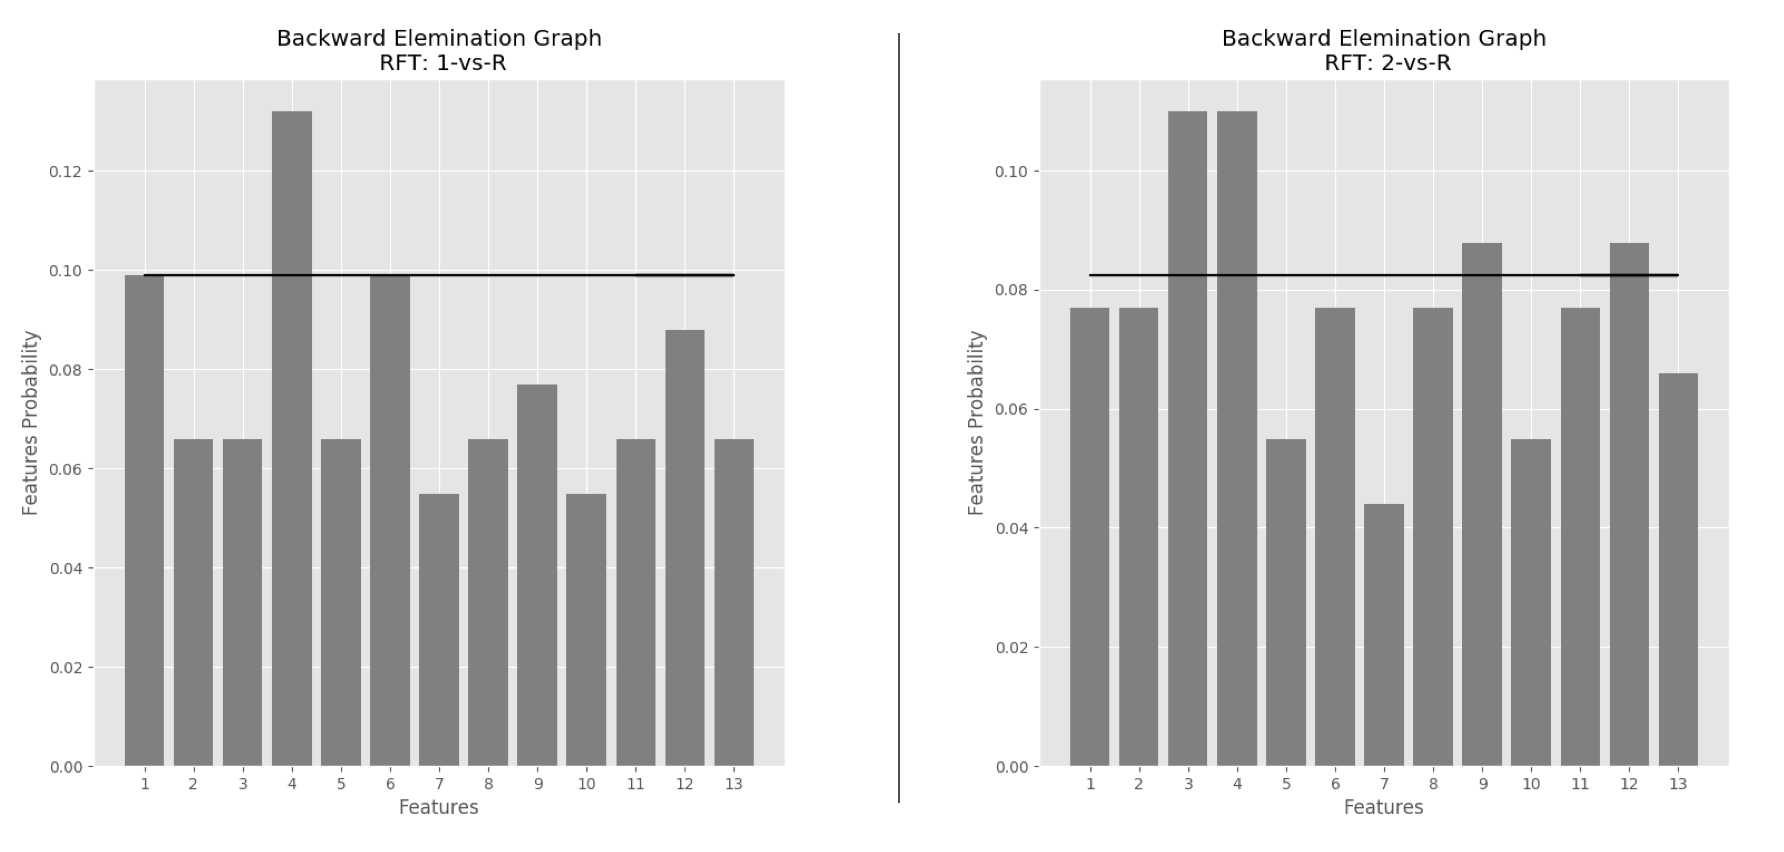 Backward Elemination Graph
RFT: 1-vs-R
Features Probability
0.12
0.10
0.08
0.06
0.04
0.02
0.00
1 2 3 4 5 6 7 8 9 10 11 12 13
Features
Backward Elemination Graph
RFT: 2-vs-R
Features Probability
0.10
0.08
0.06
0.04
0.02
0.00
1 2 3 4 5 6 7 8 9 10 11 12 13
Features